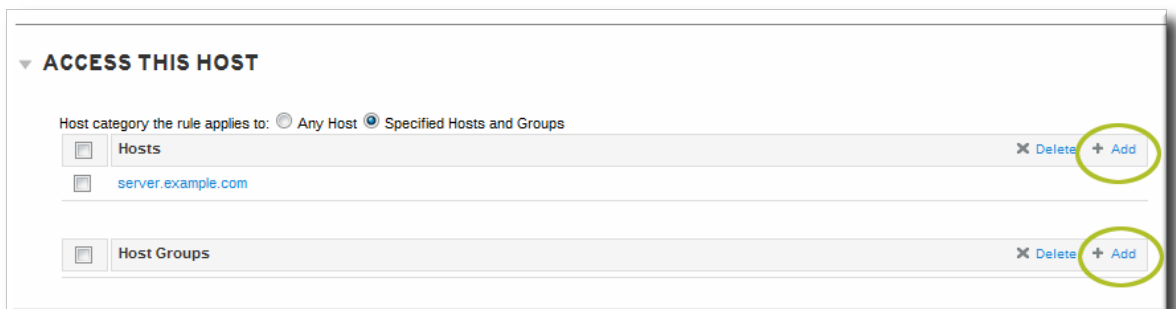 ACCESS THIS HOST
Host category the rule applies to: Any Host Specified Hosts and Groups
Hosts Delete + Add
server.example.com
Host Groups Delete + Add